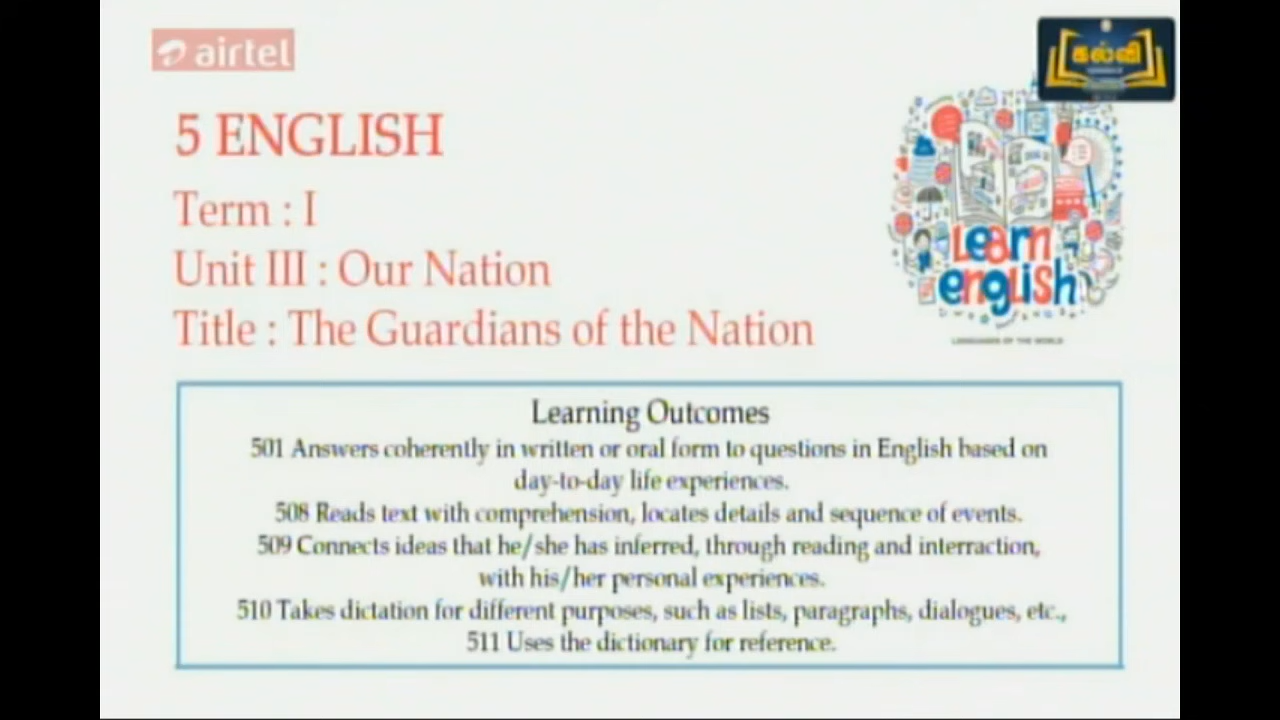 airtel
கல்வி
5 ENGLISH
Term : I
Unit III : Our Nation
Title : The Guardians of the Nation
Learn
english
LANGUAGES OF THE WORLD
Learning Outcomes
501 Answers coherently in written or oral form to questions in English based on
day-to-day life experiences.
508 Reads text with comprehension, locates details and sequence of events.
509 Connects ideas that he/she has inferred, through reading and interraction,
with his/her personal experiences.
510 Takes dictation for different purposes, such as lists, paragraphs, dialogues, etc.,
511 Uses the dictionary for reference.